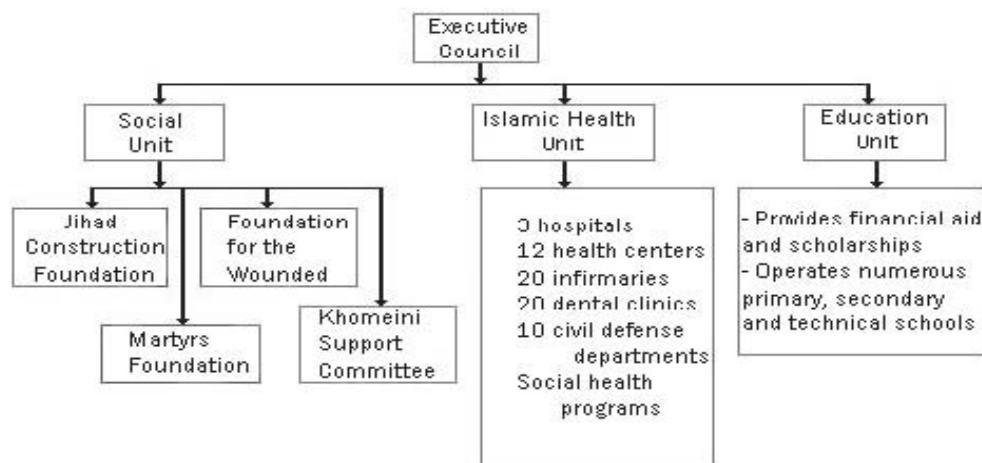 Executive
Council
Social
Unit
Islamic Health
Unit
Education
Unit
Jihad
Construction
Foundation
Foundation
for the
Wounded
Martyrs
Foundation
Khomeini
Support
Committee
hospitals
12 health centers
20 infirmaries
20 dental clinics
10 civil defense
departments
Social health
programs
- Provides financial aid
and scholarships
- Operates numerous
primary, secondary
and technical schools